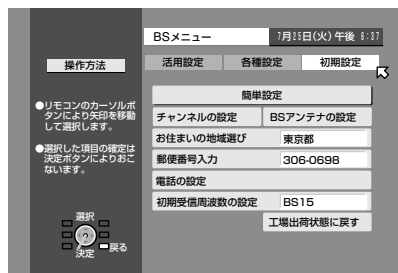 BSメニュー
7月25日(火) 午後 6:37
操作方法
活用設定 各種設定 初期設定
簡単設定
●リモコンのカーソルボ
タンにより矢印を移動
して選択します。
チャンネルの設定 BSアンテナの設定
お住まいの地域選び 東京都
●選択した項目の確定は
決定ボタンによりおこ
ないます。
郵便番号入力 306-0698
電話の設定
初期受信周波数の設定 BS15
工場出荷状態に戻す
選択
戻る
決定